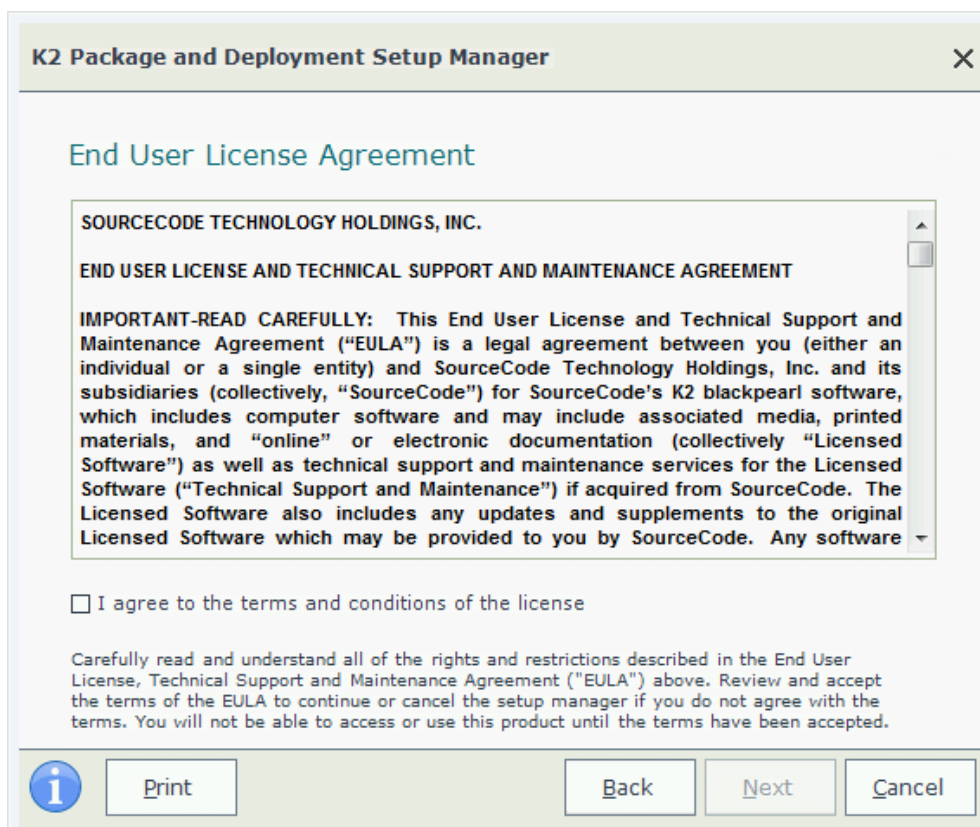 K2 Package and Deployment Setup Manager
End User License Agreement
SOURCECODE TECHNOLOGY HOLDINGS, INC.
END USER LICENSE AND TECHNICAL SUPPORT AND MAINTENANCE AGREEMENT
IMPORTANT-READ CAREFULLY: This End User License and Technical Support and
Maintenance Agreement (“EULA”) is a legal agreement between you (either an
individual or a single entity) and SourceCode Technology Holdings, Inc. and its
subsidiaries (collectively, “SourceCode”) for SourceCode’s K2 blackpearl software,
which includes computer software and may include associated media, printed
materials, and “online” or electronic documentation (collectively “Licensed
Software”) as well as technical support and maintenance services for the Licensed
Software (“Technical Support and Maintenance”) if acquired from SourceCode. The
Licensed Software also includes any updates and supplements to the original
Licensed Software which may be provided to you by SourceCode. Any software
I agree to the terms and conditions of the license
Carefully read and understand all of the rights and restrictions described in the End User
License, Technical Support and Maintenance Agreement ("EULA") above. Review and accept
the terms of the EULA to continue or cancel the setup manager if you do not agree with the
terms. You will not be able to access or use this product until the terms have been accepted.
Print Back Next Cancel